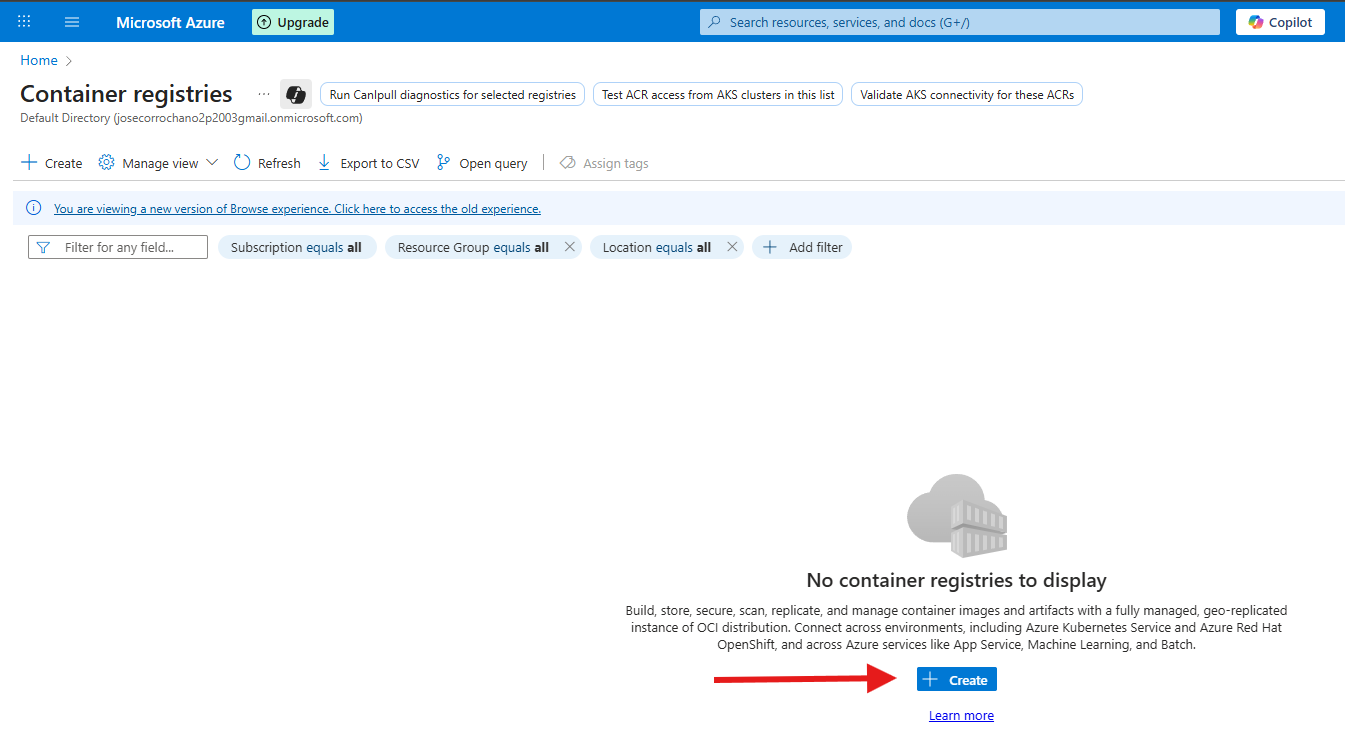 Microsoft Azure Upgrade Search resources, services, and docs (G+/) Copilot
Home
Container registries ... Run CanIpull diagnostics for selected registries Test ACR access from AKS clusters in this list Validate AKS connectivity for these ACRs
Default Directory (josecorrochano2p2003gmail.onmicrosoft.com)
Create Manage view Refresh Export to CSV Open query Assign tags
You are viewing a new version of Browse experience. Click here to access the old experience.
Filter for any field... Subscription equals all Resource Group equals all Location equals all Add filter
No container registries to display
Build, store, secure, scan, replicate, and manage container images and artifacts with a fully managed, geo-replicated
instance of OCI distribution. Connect across environments, including Azure Kubernetes Service and Azure Red Hat
OpenShift, and across Azure services like App Service, Machine Learning, and Batch.
Create
Learn more